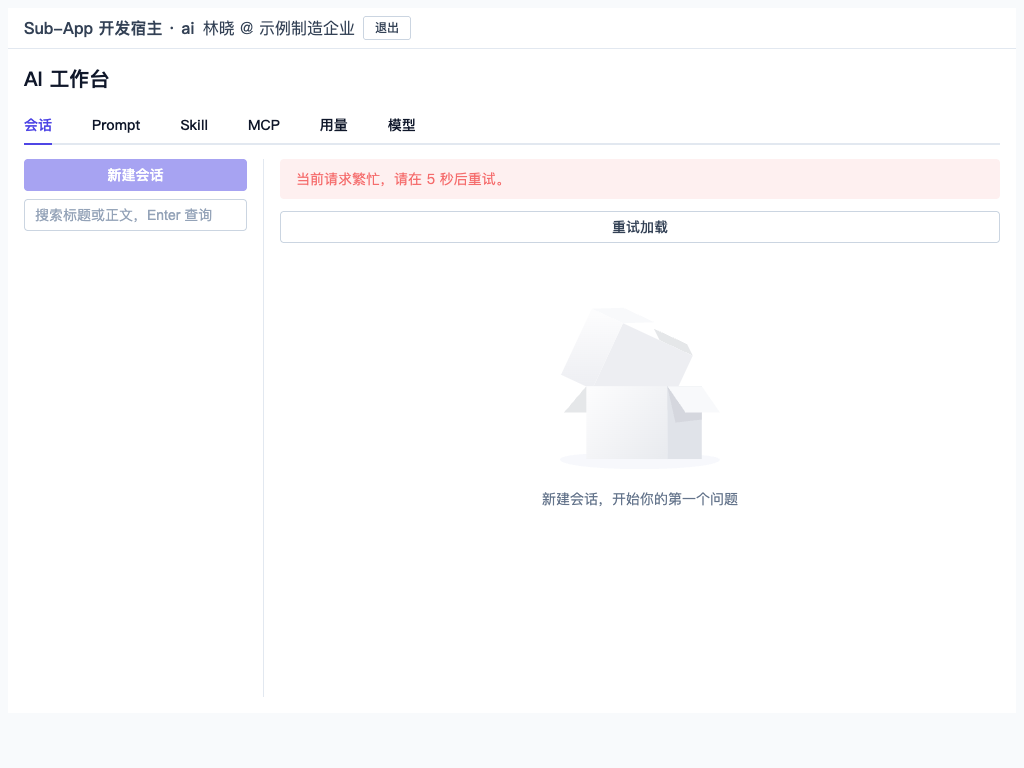 Sub-App 开发宿主 · ai 林晓 @ 示例制造企业 退出
AI 工作台
会话 Prompt Skill MCP 用量 模型
新建会话
搜索标题或正文，Enter 查询
当前请求繁忙，请在 5 秒后重试。
重试加载
新建会话，开始你的第一个问题